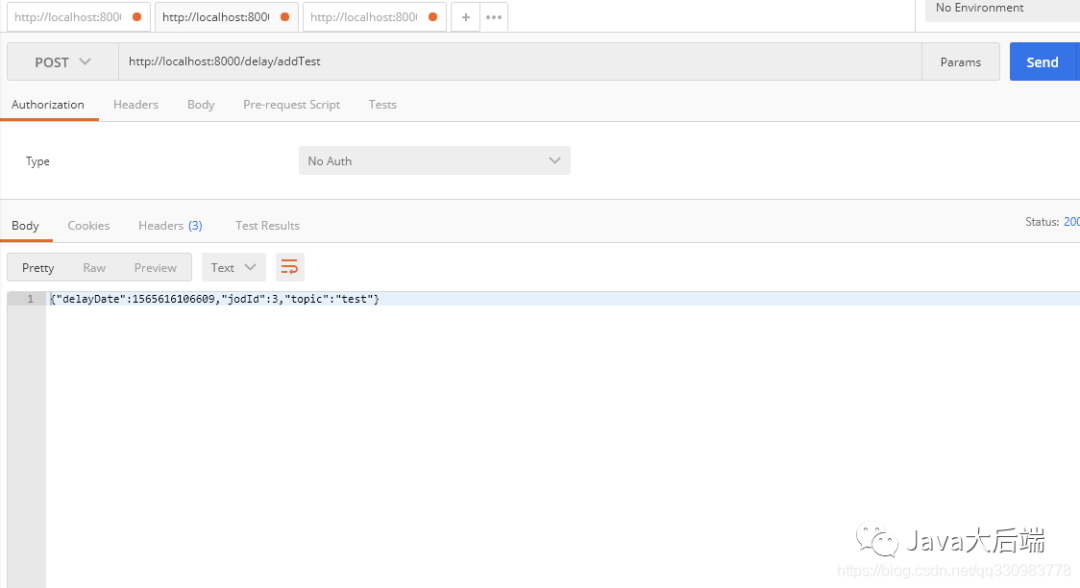 http://localhost:800 http://localhost:800 http://localhost:800 + No Environment
POST http://localhost:8000/delay/addTest Params Send
Authorization Headers Body Pre-request Script Tests
Type No Auth
Body Cookies Headers (3) Test Results Status: 200
Pretty Raw Preview Text
1 {"delayDate":1565616106609,"jodId":3,"topic":"test"}
Java大后端
https://blog.csdn.net/qq330983778